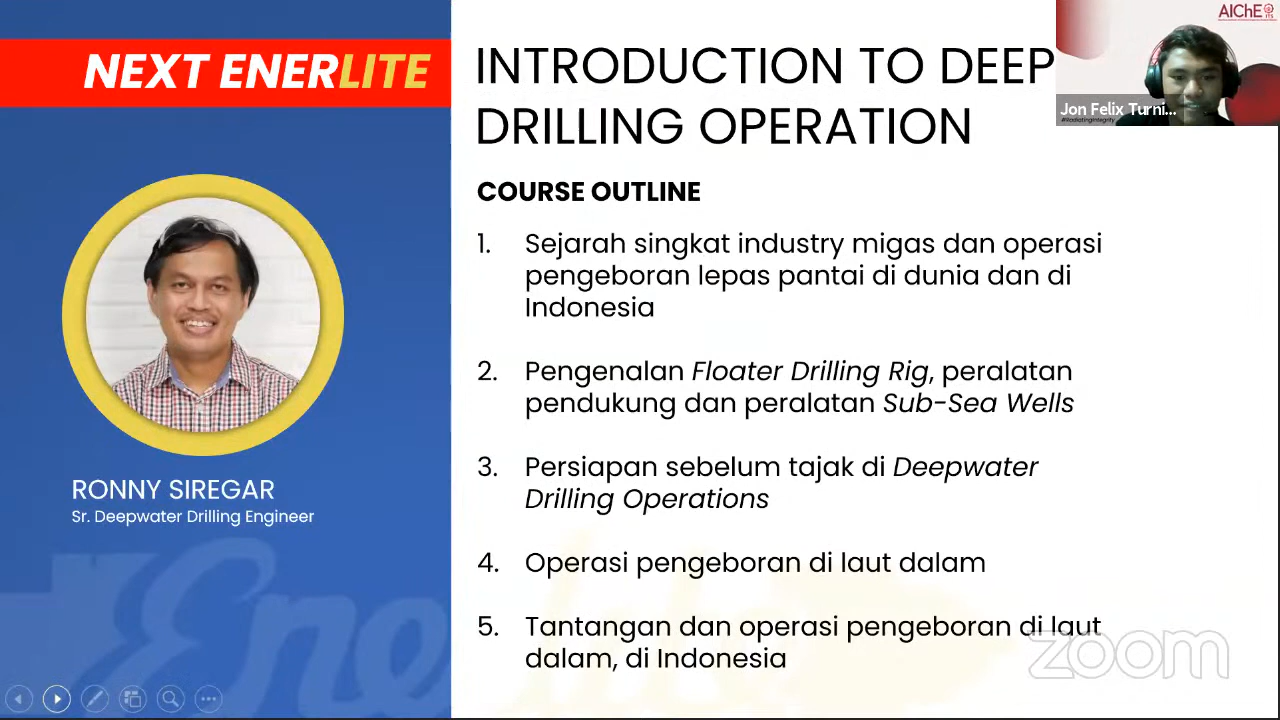 NEXT ENERLITE
INTRODUCTION TO DEEP
DRILLING OPERATION
COURSE OUTLINE
1. Sejarah singkat industry migas dan operasi
pengeboran lepas pantai di dunia dan di
Indonesia
2. Pengenalan Floater Drilling Rig, peralatan
pendukung dan peralatan Sub-Sea Wells
3. Persiapan sebelum tajak di Deepwater
Drilling Operations
4. Operasi pengeboran di laut dalam
5. Tantangan dan operasi pengeboran di laut
dalam, di Indonesia
RONNY SIREGAR
Sr. Deepwater Drilling Engineer
AIChE
ITS
Jon Felix Turni...
#RadiatingIntegrity
zoom